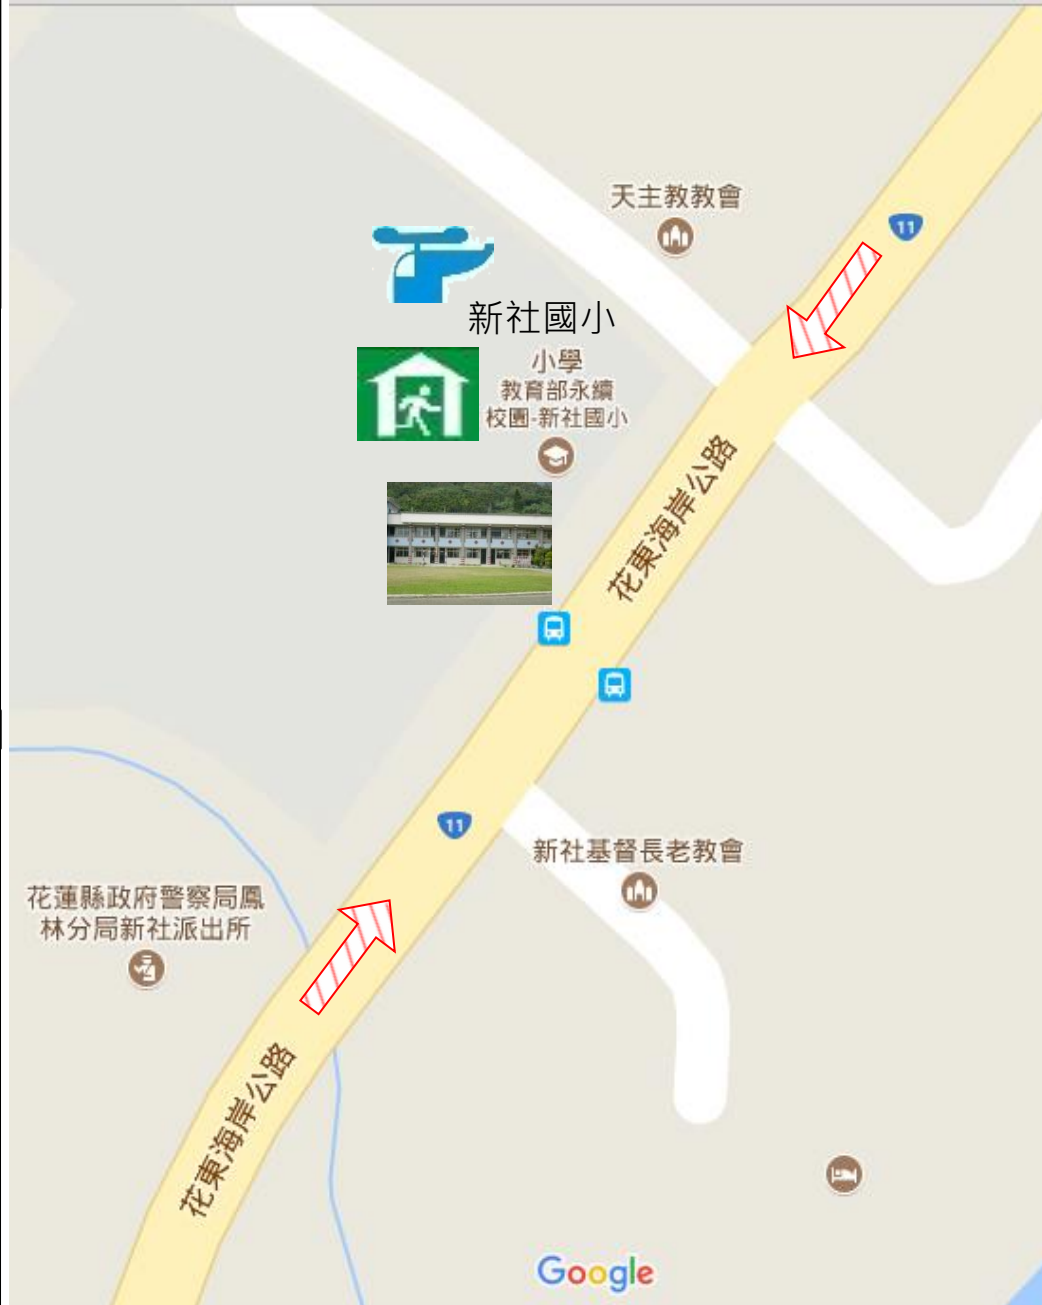 天主教教會
11
新社國小
小學
教育部永續
校園-新社國小
花東海岸公路
11
新社基督長老教會
花蓮縣政府警察局鳳
林分局新社派出所
花東海岸公路
Google